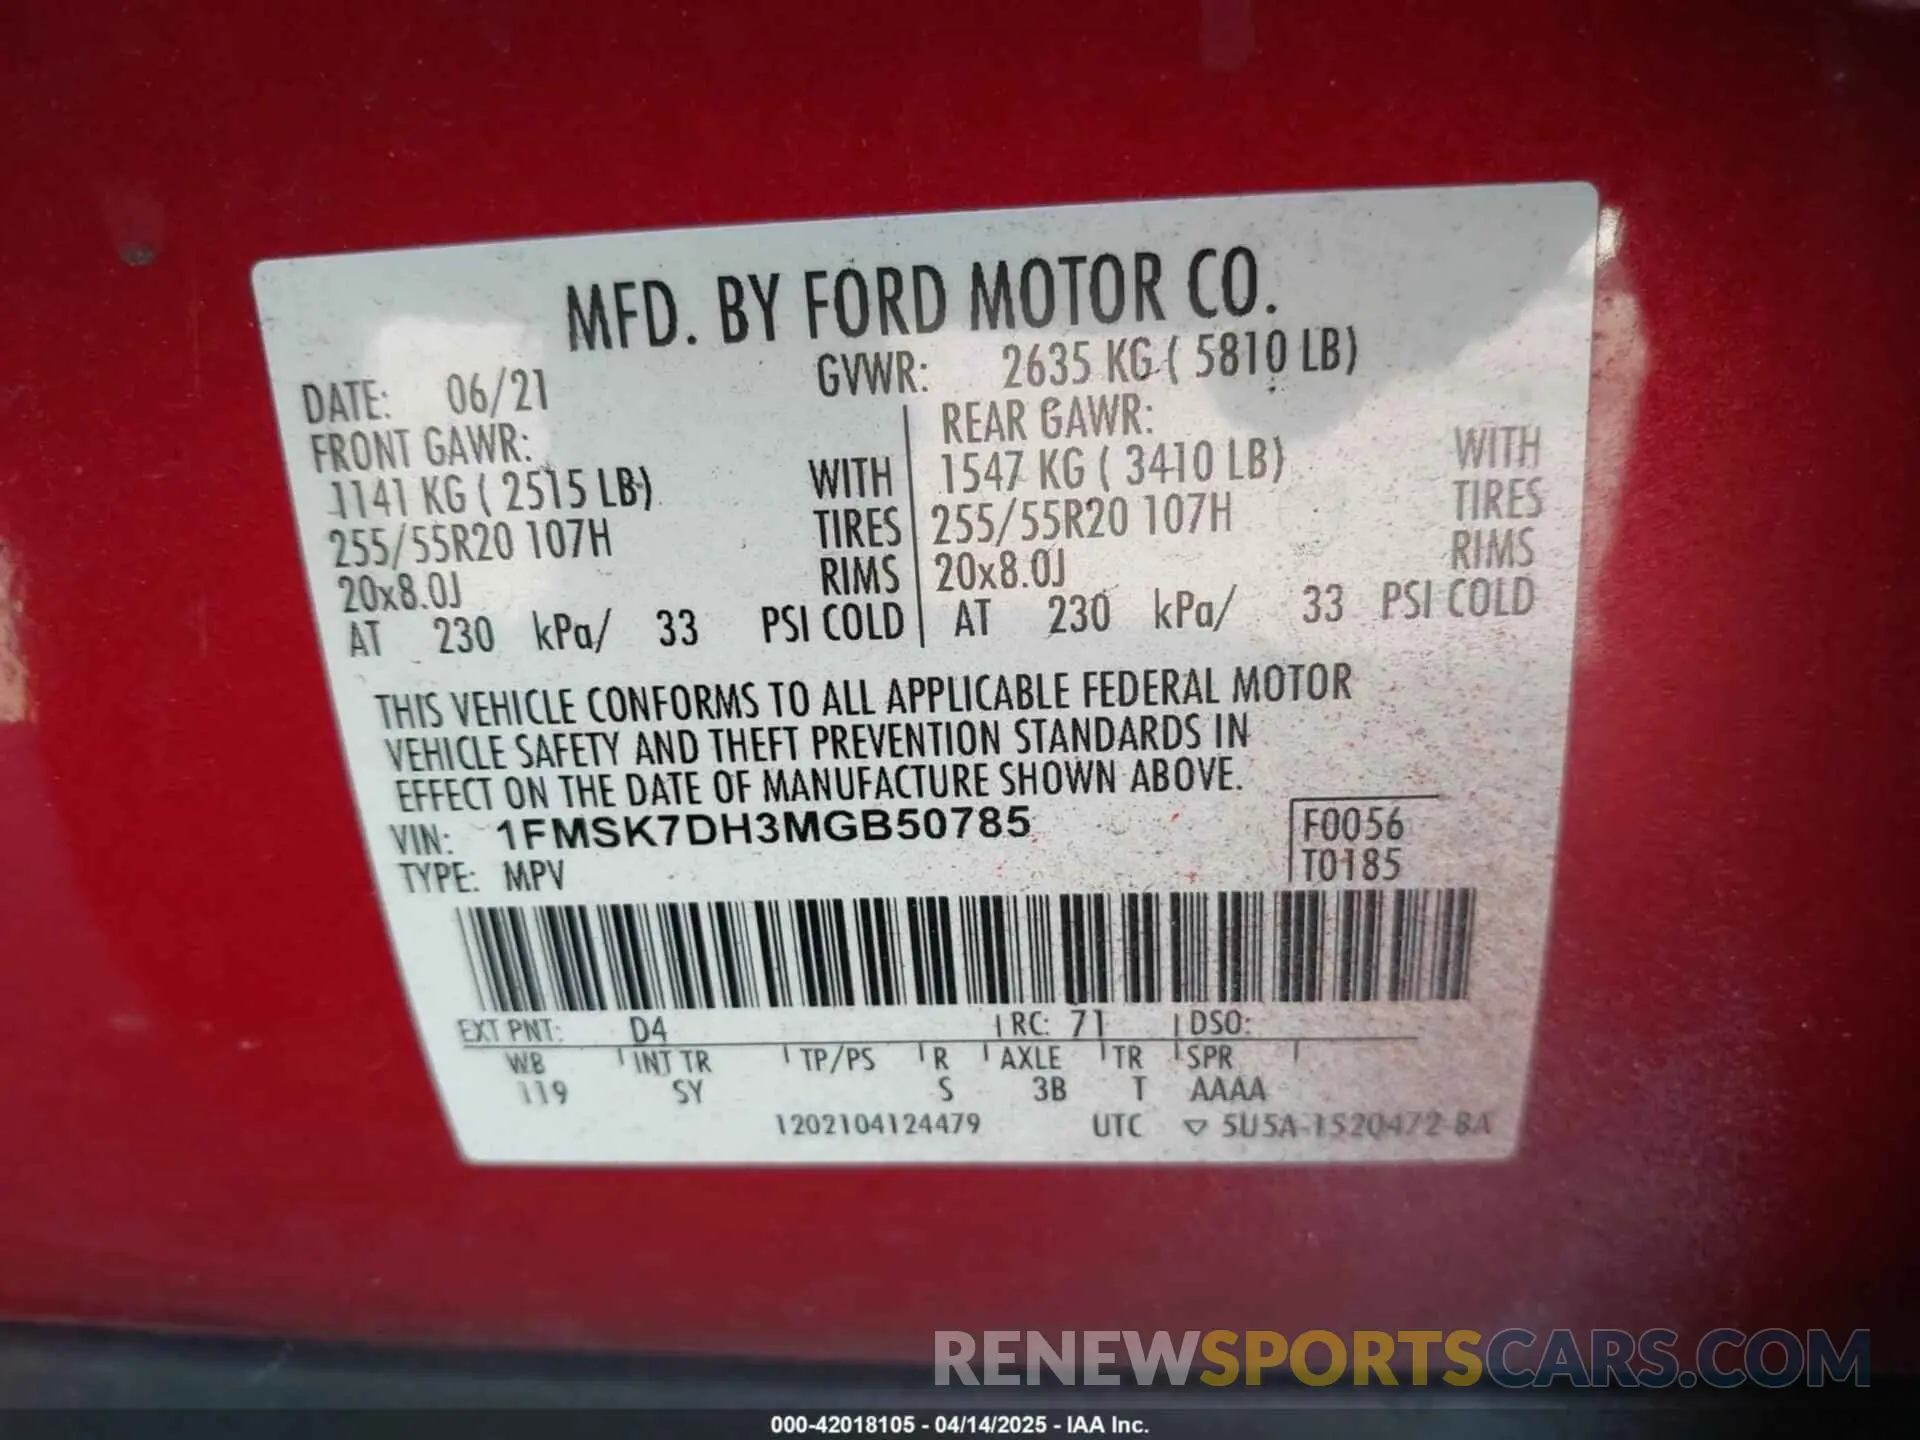 MFD. BY FORD MOTOR CO.
DATE: 06/21 GVWR: 2635 KG ( 5810 LB)
FRONT GAWR: REAR GAWR:
1141 KG ( 2515 LB) WITH 1547 KG ( 3410 LB) WITH
255/55R20 107H TIRES 255/55R20 107H TIRES
20x8.0J RIMS 20x8.0J RIMS
AT 230 kPa/ 33 PSI COLD AT 230 kPa/ 33 PSI COLD
THIS VEHICLE CONFORMS TO ALL APPLICABLE FEDERAL MOTOR
VEHICLE SAFETY AND THEFT PREVENTION STANDARDS IN
EFFECT ON THE DATE OF MANUFACTURE SHOWN ABOVE.
VIN: 1FMSK7DH3MGB50785 F0056
TYPE: MPV T0185
EXT PNT: D4 RC: 71 DSO:
WB INT TR TP/PS R AXLE TR SPR
119 SY S 3B T AAAA
1202104124479 UTC ▽ 5U5A-1520472-BA
RENEWSPORTSCARS.COM
000-42018105 - 04/14/2025 - IAA Inc.